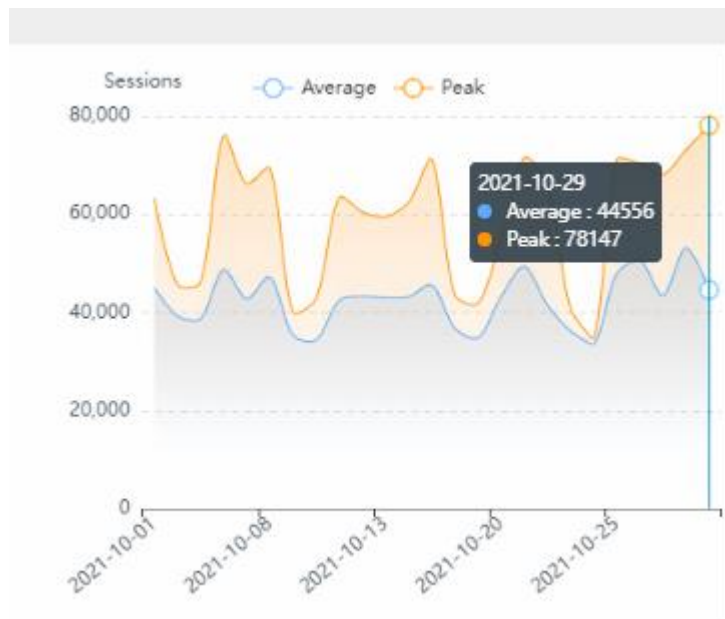 Sessions
Average
Peak
80,000
60,000
40,000
20,000
0
2021-10-29
Average : 44556
Peak : 78147
2021-10-01
2021-10-08
2021-10-13
2021-10-20
2021-10-25